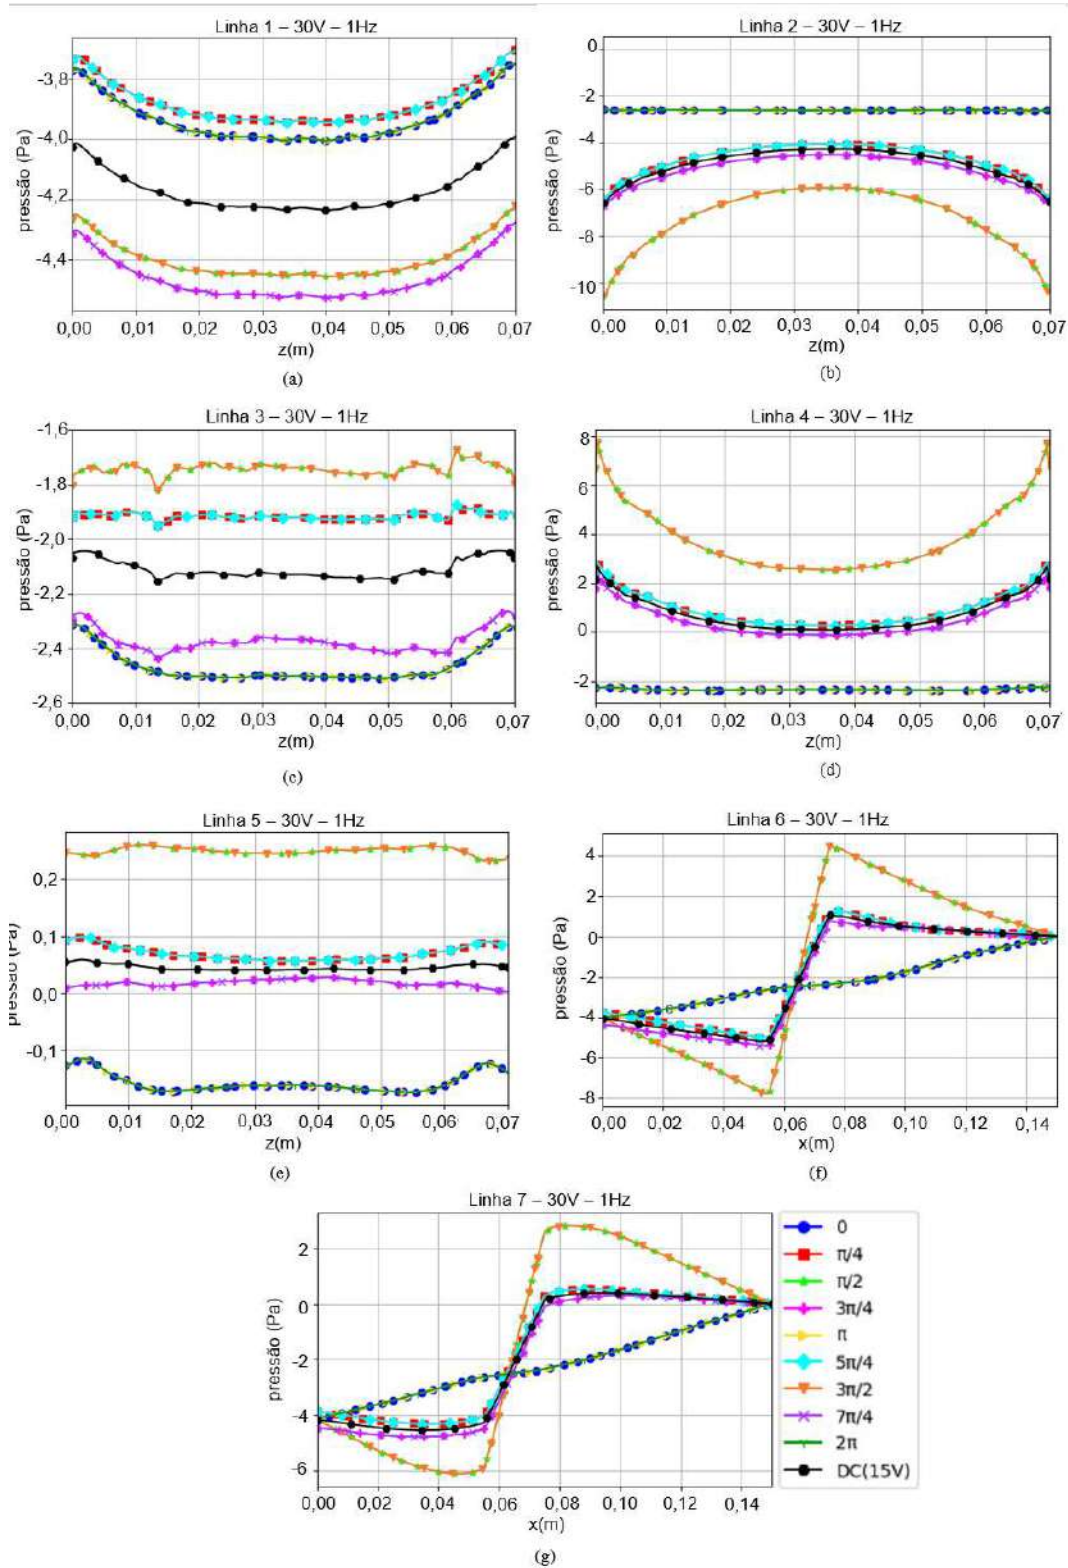 Linha 1 – 30V – 1Hz
pressão (Pa)
-3,8
-4,0
-4,2
-4,4
0,00 0,01 0,02 0,03 0,04 0,05 0,06 0,07
z(m)
(a)
Linha 2 – 30V – 1Hz
pressão (Pa)
0
-2
-4
-6
-8
-10
0,00 0,01 0,02 0,03 0,04 0,05 0,06 0,07
z(m)
(b)
Linha 3 – 30V – 1Hz
pressão (Pa)
-1,6
-1,8
-2,0
-2,2
-2,4
-2,6
0,00 0,01 0,02 0,03 0,04 0,05 0,06 0,07
z(m)
(c)
Linha 4 – 30V – 1Hz
pressão (Pa)
8
6
4
2
0
-2
0,00 0,01 0,02 0,03 0,04 0,05 0,06 0,07
z(m)
(d)
Linha 5 – 30V – 1Hz
pressão (Pa)
0,2
0,1
0,0
-0,1
0,00 0,01 0,02 0,03 0,04 0,05 0,06 0,07
z(m)
(e)
Linha 6 – 30V – 1Hz
pressão (Pa)
4
2
0
-2
-4
-6
-8
0,00 0,02 0,04 0,06 0,08 0,10 0,12 0,14
x(m)
(f)
Linha 7 – 30V – 1Hz
pressão (Pa)
2
0
-2
-4
-6
0,00 0,02 0,04 0,06 0,08 0,10 0,12 0,14
x(m)
(g)
0
π/4
π/2
3π/4
π
5π/4
3π/2
7π/4
2π
DC(15V)